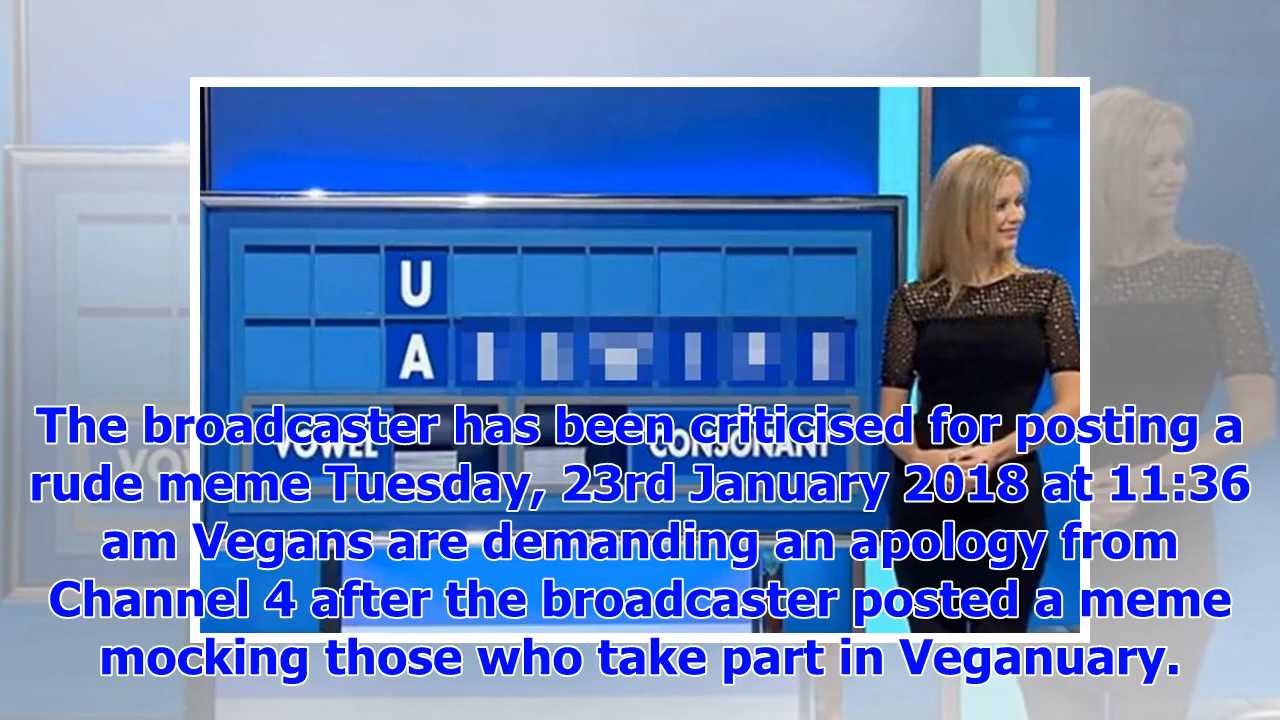 U
A
VOWEL
CONSONANT
The broadcaster has been criticised for posting a
rude meme Tuesday, 23rd January 2018 at 11:36
am Vegans are demanding an apology from
Channel 4 after the broadcaster posted a meme
mocking those who take part in Veganuary.